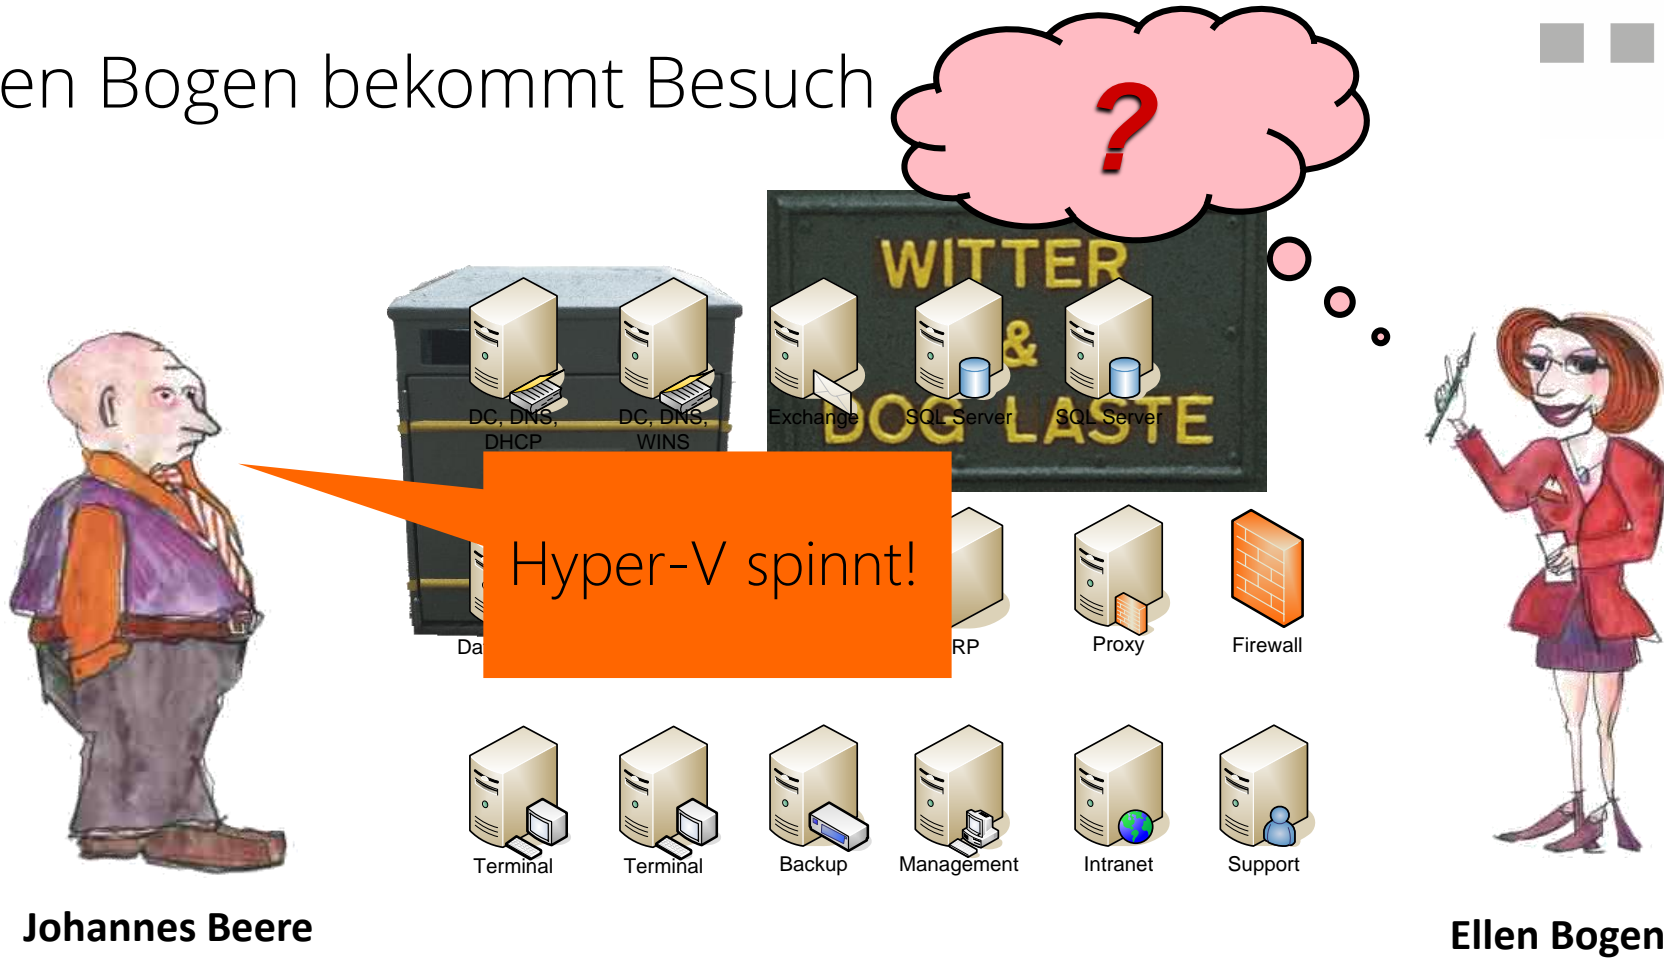 en Bogen bekommt Besuch
?
WITTER
&
DOG LASTE
DC, DNS,
DHCP
DC, DNS,
WINS
Exchange
SQL Server
SQL Server
Hyper-V spinnt!
Da
RP
Proxy
Firewall
Terminal
Terminal
Backup
Management
Intranet
Support
Johannes Beere
Ellen Bogen